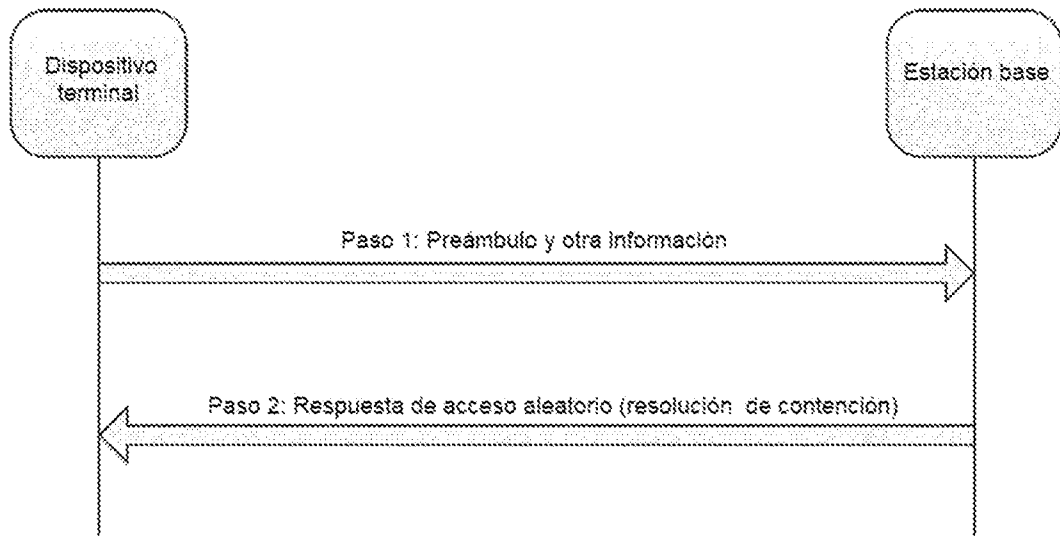 Dispositivo
terminal
Estación base
Paso 1: Preámbulo y otra información
Paso 2: Respuesta de acceso aleatorio (resolución de contención)